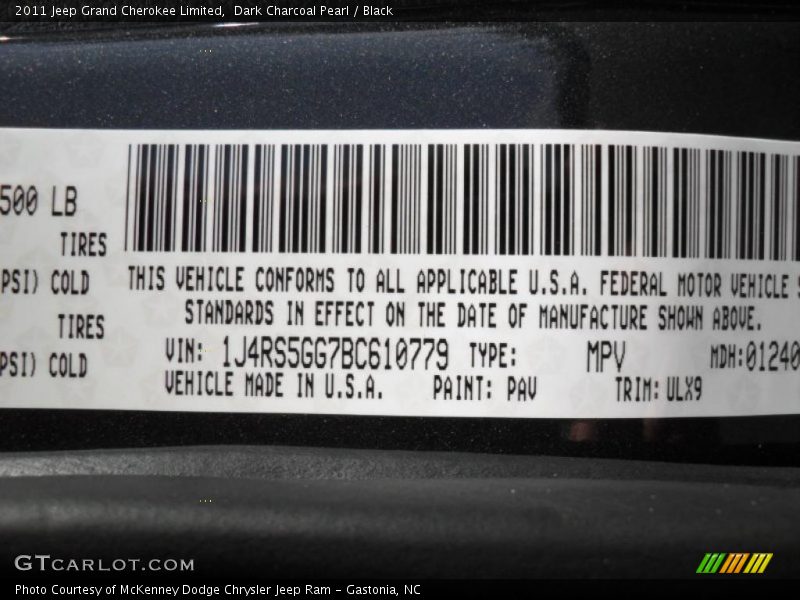 2011 Jeep Grand Cherokee Limited, Dark Charcoal Pearl / Black
500 LB
TIRES
PSI) COLD
TIRES
PSI) COLD
THIS VEHICLE CONFORMS TO ALL APPLICABLE U.S.A. FEDERAL MOTOR VEHICLE S
STANDARDS IN EFFECT ON THE DATE OF MANUFACTURE SHOWN ABOVE.
VIN: 1J4RS5GG7BC610779 TYPE: MPV MDH:01240
VEHICLE MADE IN U.S.A. PAINT: PAV TRIM: ULX9
GTCARLOT.COM
Photo Courtesy of McKenney Dodge Chrysler Jeep Ram – Gastonia, NC